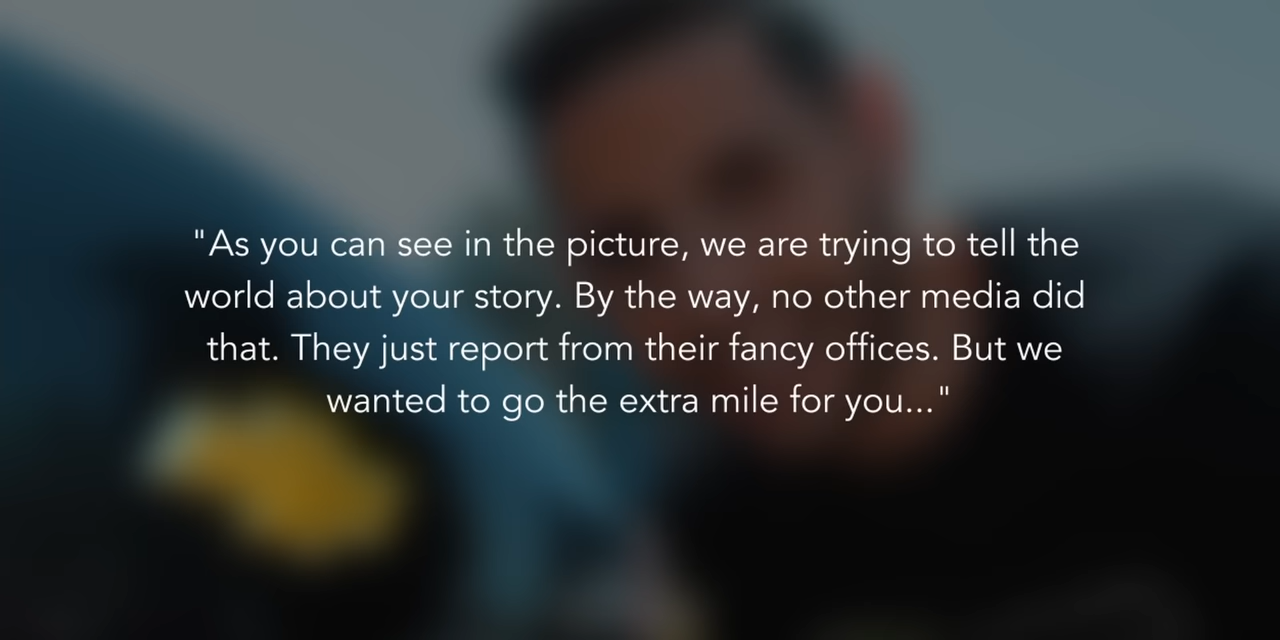 "As you can see in the picture, we are trying to tell the
world about your story. By the way, no other media did
that. They just report from their fancy offices. But we
wanted to go the extra mile for you..."